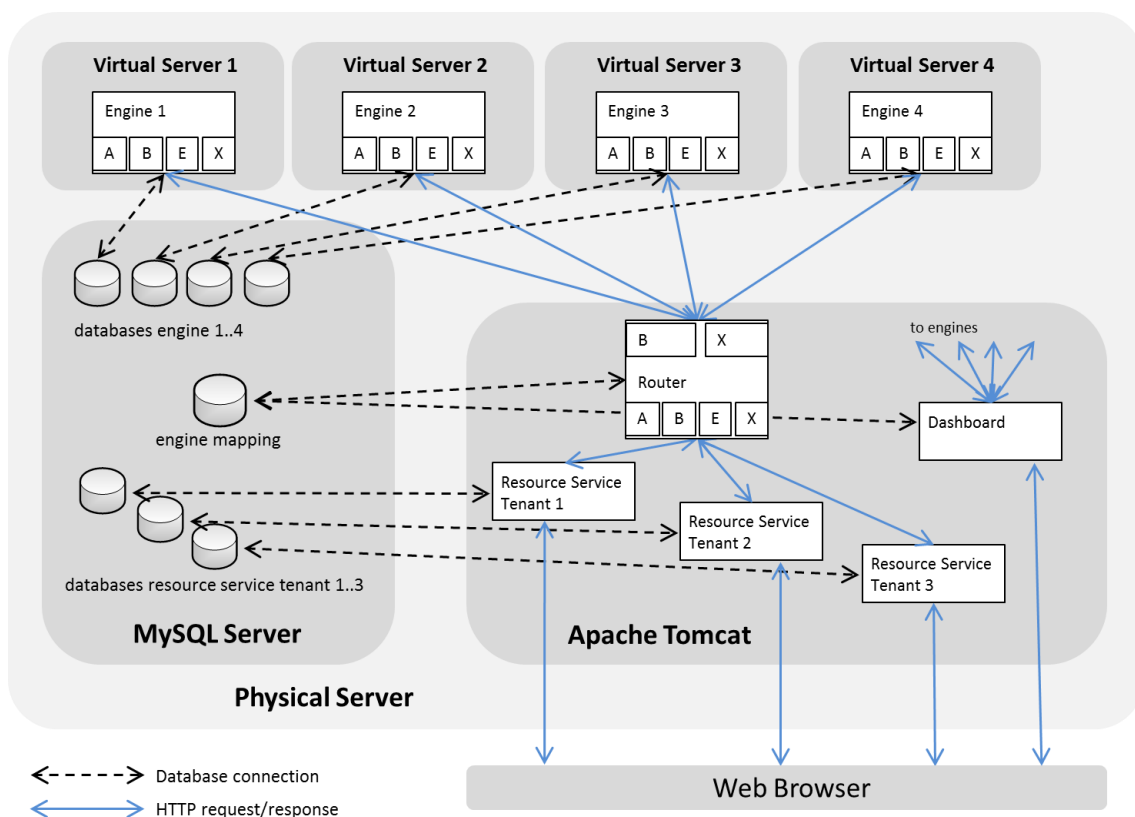 Virtual Server 1
Virtual Server 2
Virtual Server 3
Virtual Server 4
Engine 1
A B E X
Engine 2
A B E X
Engine 3
A B E X
Engine 4
A B E X
databases engine 1..4
engine mapping
databases resource service tenant 1..3
MySQL Server
B X
Router
A B E X
to engines
Dashboard
Resource Service
Tenant 1
Resource Service
Tenant 2
Resource Service
Tenant 3
Apache Tomcat
Physical Server
Database connection
HTTP request/response
Web Browser